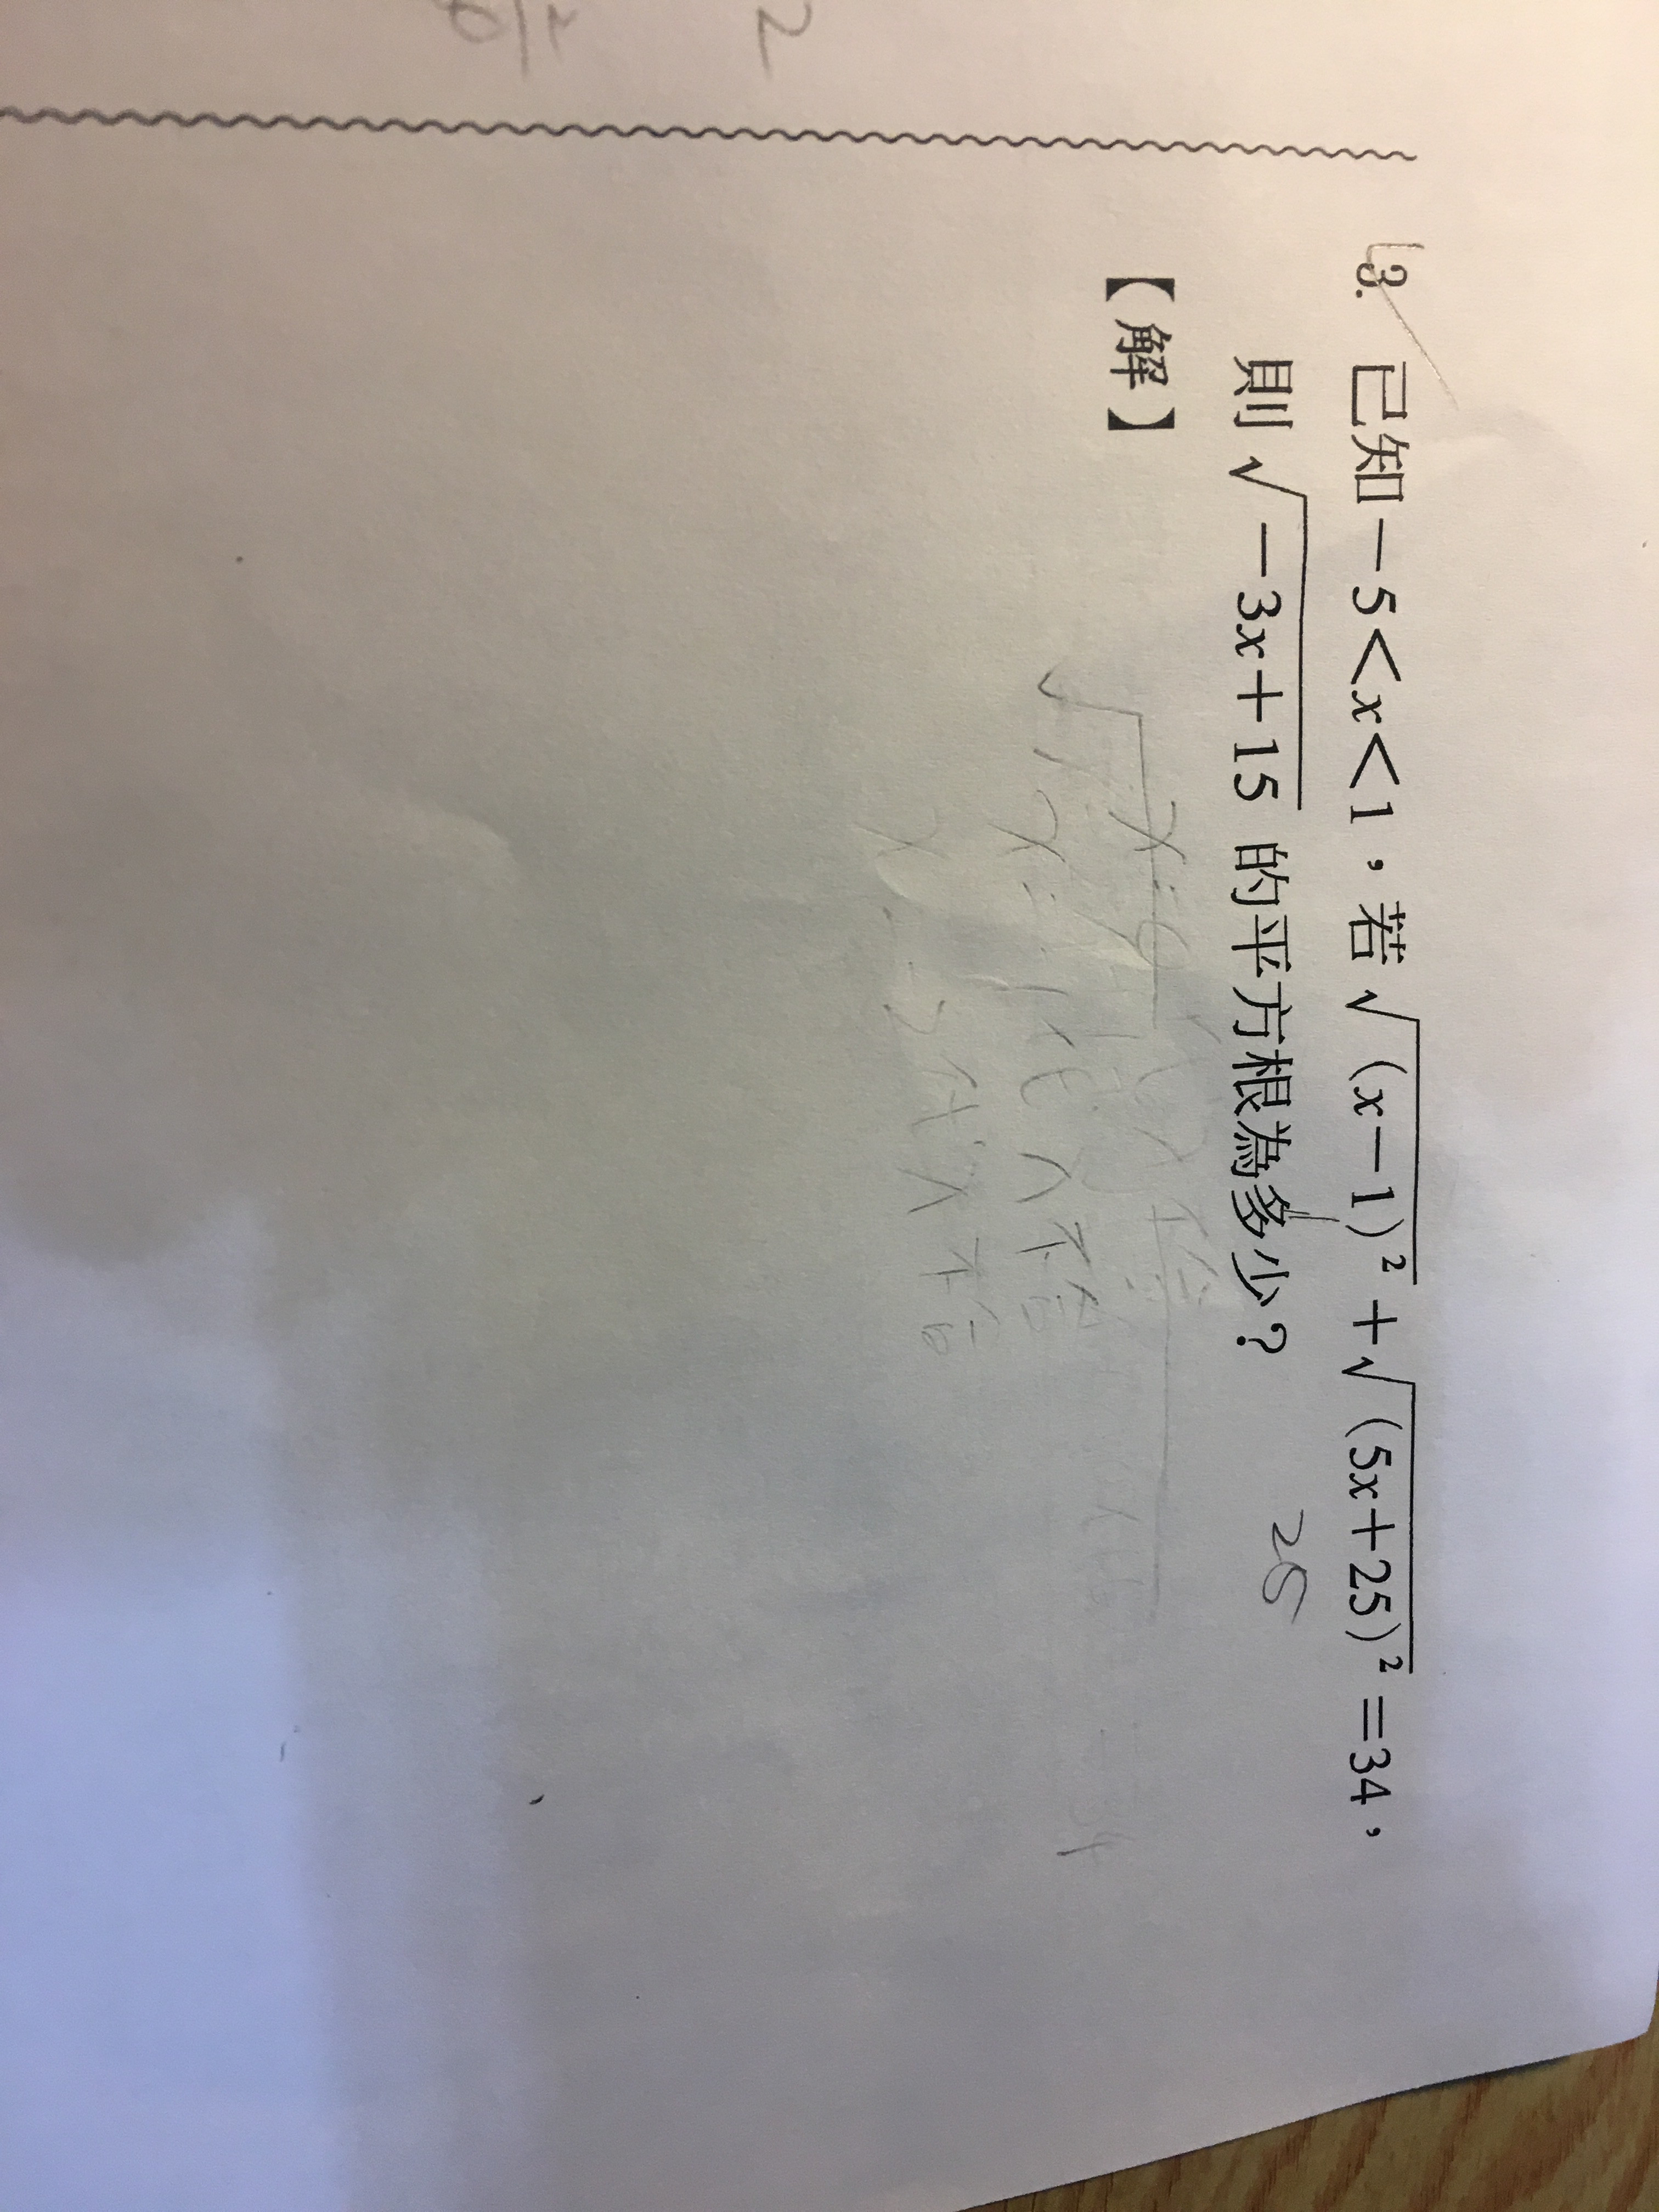 3. 已知－5＜x＜1，若√(x－1)²＋√(5x＋25)²＝34，
則√－3x＋15 的平方根為多少？ 25
【解】